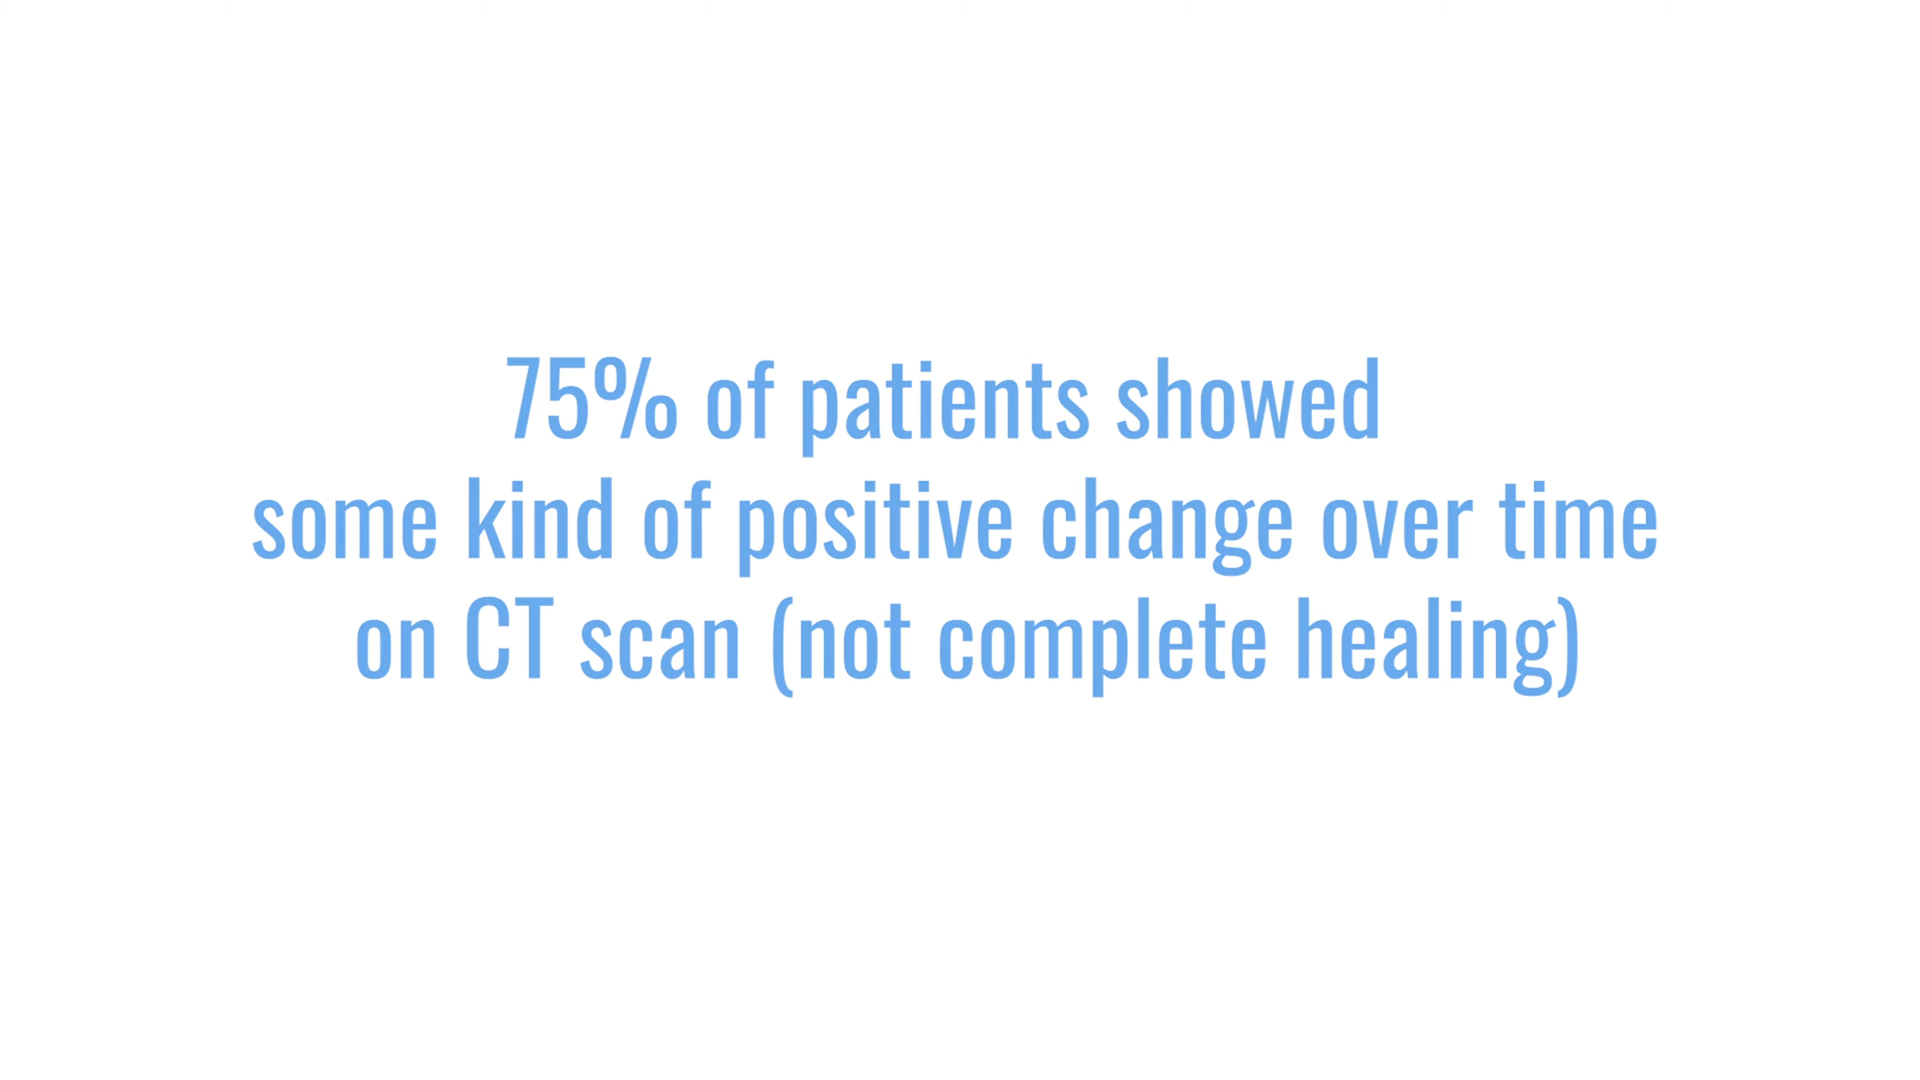 75% of patients showed
some kind of positive change over time
on CT scan (not complete healing)